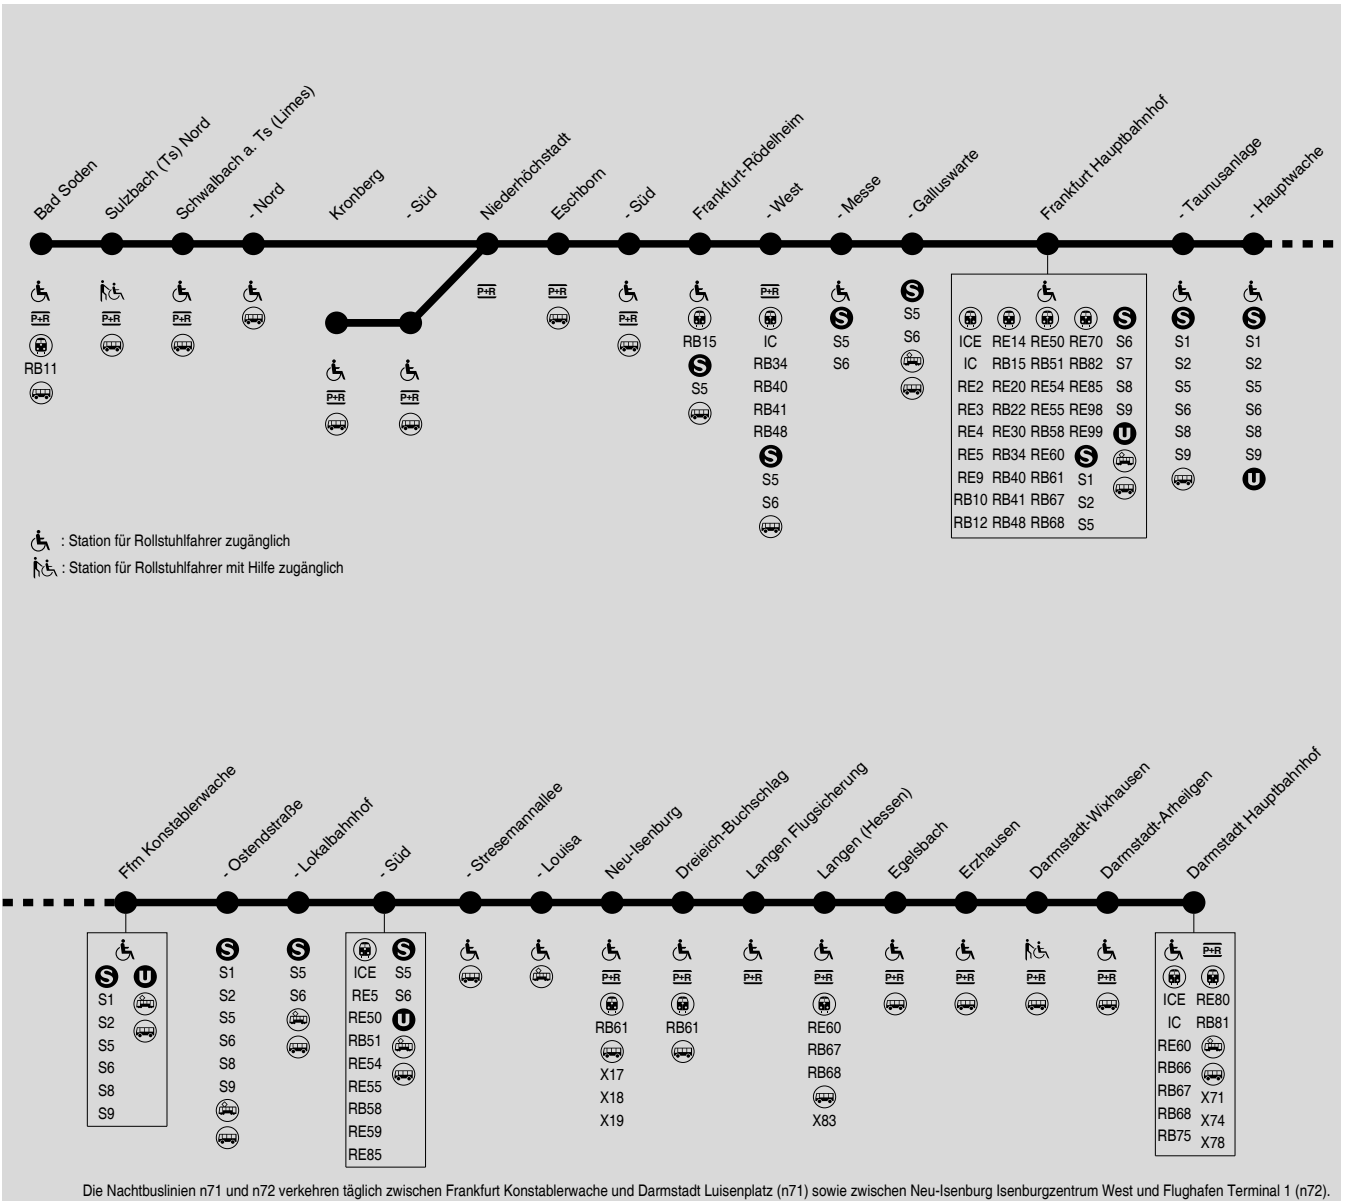 Bad Soden
Sulzbach (Ts) Nord
Schwalbach a. Ts (Limes)
- Nord
Kronberg
- Süd
Niederhöchstadt
Eschborn
- Süd
Frankfurt-Rödelheim
- West
- Messe
- Galluswarte
Frankfurt Hauptbahnhof
- Taunusanlage
- Hauptwache
P+R
RB11
P+R
P+R
P+R
P+R
P+R
P+R
P+R
RB15
S
S5
P+R
IC
RB34
RB40
RB41
RB48
S
S5
S6
S
S5
S6
S
S5
S6
ICE
IC
RE2
RE3
RE4
RE5
RE9
RB10
RB12
RE14
RB15
RE20
RB22
RE30
RB34
RB40
RB41
RB48
RE50
RB51
RE54
RE55
RB58
RE60
RB61
RB67
RB68
RE70
RB82
RE85
RE98
RE99
S
S1
S2
S5
S
S6
S7
S8
S9
U
S
S1
S2
S5
S6
S8
S9
S
S1
S2
S5
S6
S8
S9
U
: Station für Rollstuhlfahrer zugänglich
: Station für Rollstuhlfahrer mit Hilfe zugänglich
Ffm Konstablerwache
- Ostendstraße
- Lokalbahnhof
- Süd
- Stresemannallee
- Louisa
Neu-Isenburg
Dreieich-Buchschlag
Langen Flugsicherung
Langen (Hessen)
Egelsbach
Erzhausen
Darmstadt-Wixhausen
Darmstadt-Arheilgen
Darmstadt Hauptbahnhof
S
S1
S2
S5
S6
S8
S9
U
S
S1
S2
S5
S6
S8
S9
S
S5
S6
ICE
RE5
RE50
RB51
RE54
RE55
RB58
RE59
RE85
S
S5
S6
U
P+R
RB61
X17
X18
X19
P+R
RB61
P+R
P+R
RE60
RB67
RB68
X83
P+R
P+R
P+R
P+R
ICE
IC
RE60
RB66
RB67
RB68
RB75
P+R
RE80
RB81
X71
X74
X78
Die Nachtbuslinien n71 und n72 verkehren täglich zwischen Frankfurt Konstablerwache und Darmstadt Luisenplatz (n71) sowie zwischen Neu-Isenburg Isenburgzentrum West und Flughafen Terminal 1 (n72).